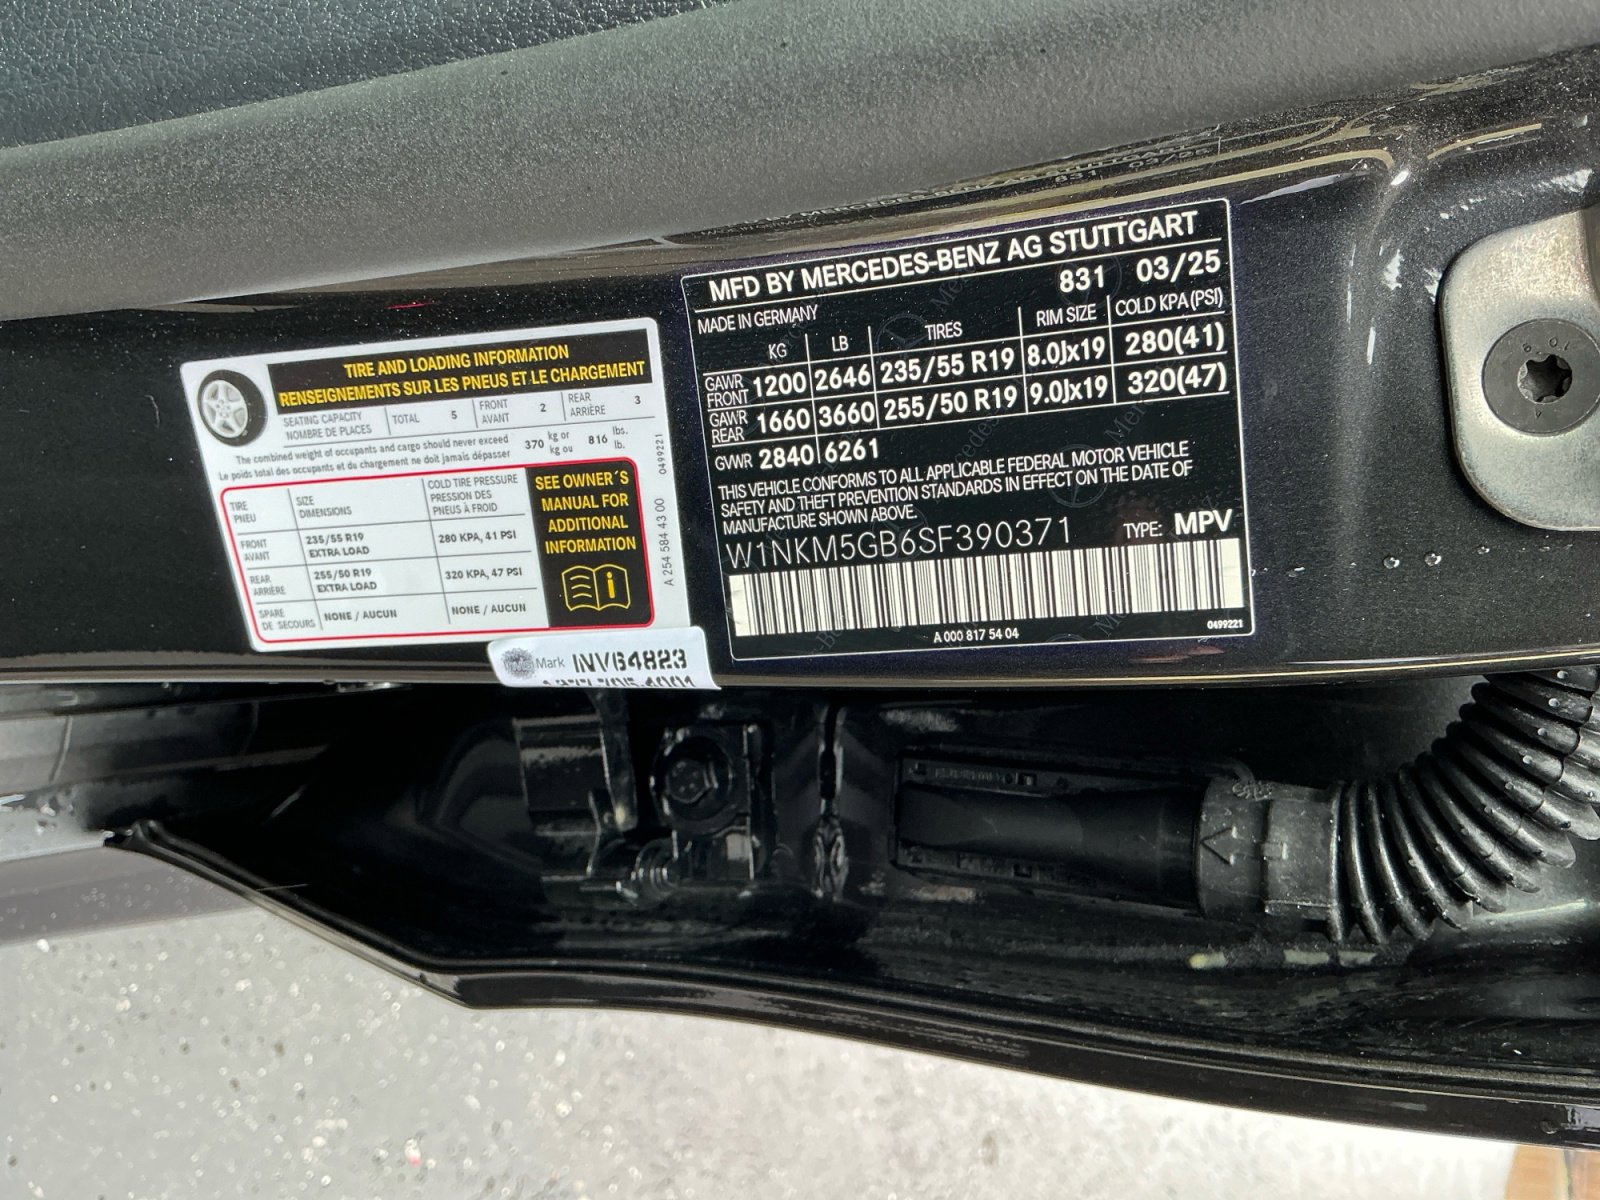 TIRE AND LOADING INFORMATION
RENSEIGNEMENTS SUR LES PNEUS ET LE CHARGEMENT
SEATING CAPACITY
NOMBRE DE PLACES
TOTAL 5
FRONT
AVANT
2
REAR
ARRIÈRE
3
The combined weight of occupants and cargo should never exceed
Le poids total des occupants et du chargement ne doit jamais dépasser
370 kg or
kg ou
816 lbs.
lb.
TIRE
PNEU
SIZE
DIMENSIONS
COLD TIRE PRESSURE
PRESSION DES
PNEUS À FROID
FRONT
AVANT
235/55 R19
EXTRA LOAD
280 KPA, 41 PSI
REAR
ARRIÈRE
255/50 R19
EXTRA LOAD
320 KPA, 47 PSI
SPARE
DE SECOURS
NONE / AUCUN
NONE / AUCUN
SEE OWNER´S
MANUAL FOR
ADDITIONAL
INFORMATION
A 254 584 43 00 0499221
Mark INV64823
MFD BY MERCEDES-BENZ AG STUTTGART
831 03/25
MADE IN GERMANY
KG LB TIRES RIM SIZE COLD KPA (PSI)
GAWR
FRONT
1200 2646 235/55 R19 8.0Jx19 280(41)
GAWR
REAR
1660 3660 255/50 R19 9.0Jx19 320(47)
GVWR 2840 6261
THIS VEHICLE CONFORMS TO ALL APPLICABLE FEDERAL MOTOR VEHICLE
SAFETY AND THEFT PREVENTION STANDARDS IN EFFECT ON THE DATE OF
MANUFACTURE SHOWN ABOVE.
W1NKM5GB6SF390371 TYPE: MPV
A 000 817 54 04
0499221